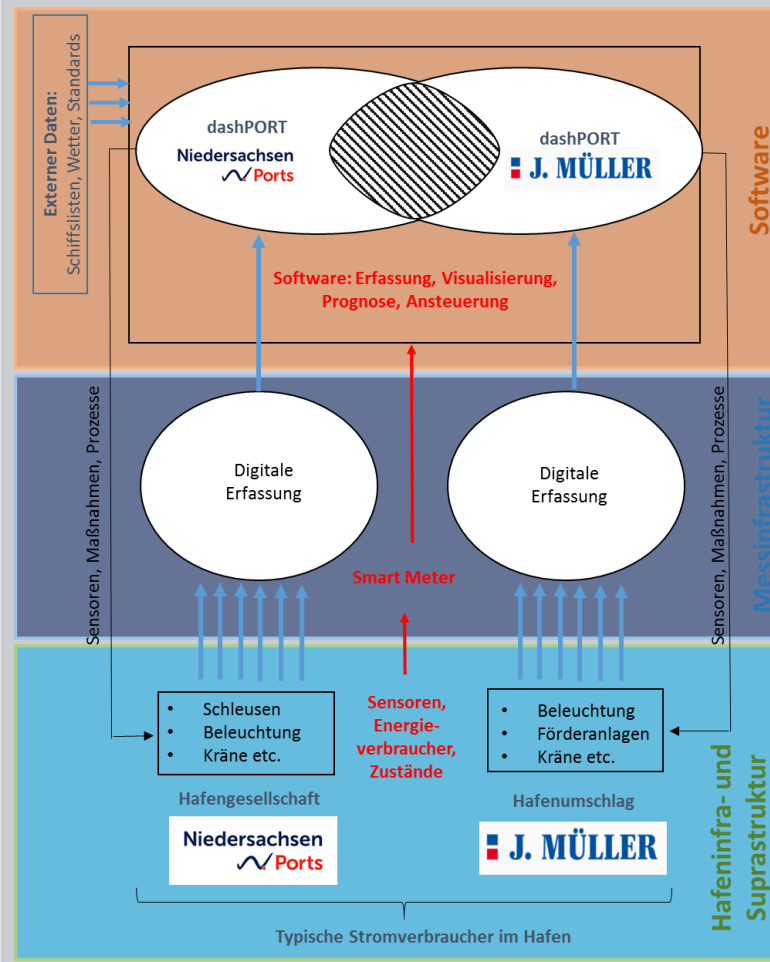 Externer Daten:
Schiffslisten, Wetter, Standards
dashPORT
Niedersachsen
Ports
dashPORT
J. MÜLLER
Software
Software: Erfassung, Visualisierung,
Prognose, Ansteuerung
Sensoren, Maßnahmen, Prozesse
Digitale
Erfassung
Digitale
Erfassung
Sensoren, Maßnahmen, Prozesse
Messinfrastruktur
Smart Meter
Schleusen
Beleuchtung
Kräne etc.
Sensoren,
Energie-
verbraucher,
Zustände
Beleuchtung
Förderanlagen
Kräne etc.
Hafengesellschaft
Niedersachsen
Ports
Hafenumschlag
J. MÜLLER
Hafeninfra- und
Suprastruktur
Typische Stromverbraucher im Hafen